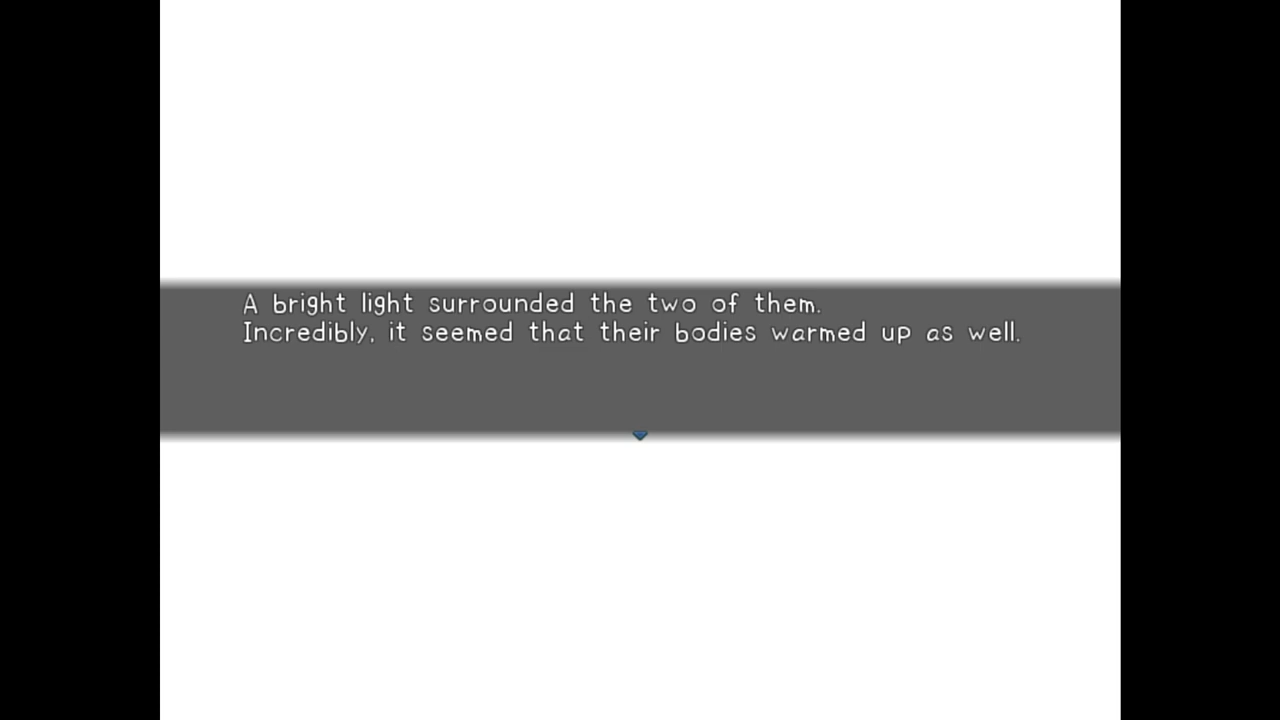 A bright light surrounded the two of them.
Incredibly, it seemed that their bodies warmed up as well.